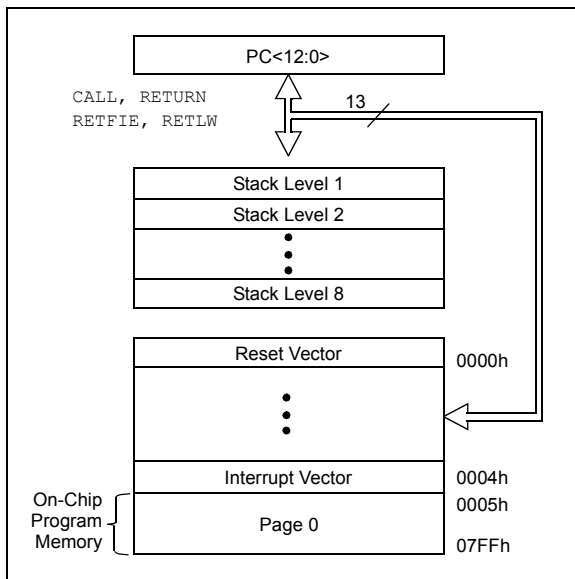 PC<12:0>
CALL, RETURN
RETFIE, RETLW
13
Stack Level 1
Stack Level 2
Stack Level 8
Reset Vector
0000h
Interrupt Vector
0004h
On-Chip
Program
Memory
Page 0
0005h
07FFh